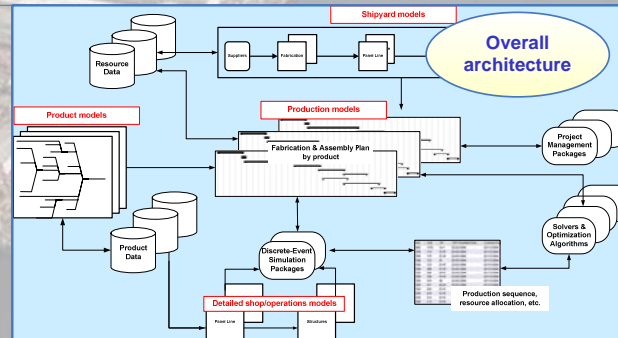 Shipyard models
Overall
architecture
Suppliers
Fabrication
Panel Line
Resource
Data
Product models
Production models
Fabrication & Assembly Plan
by product
Project
Management
Packages
Product
Data
Discrete-Event
Simulation
Packages
Solvers &
Optimization
Algorithms
Production sequence,
resource allocation, etc.
Detailed shop/operations models
Panel Line
Structures